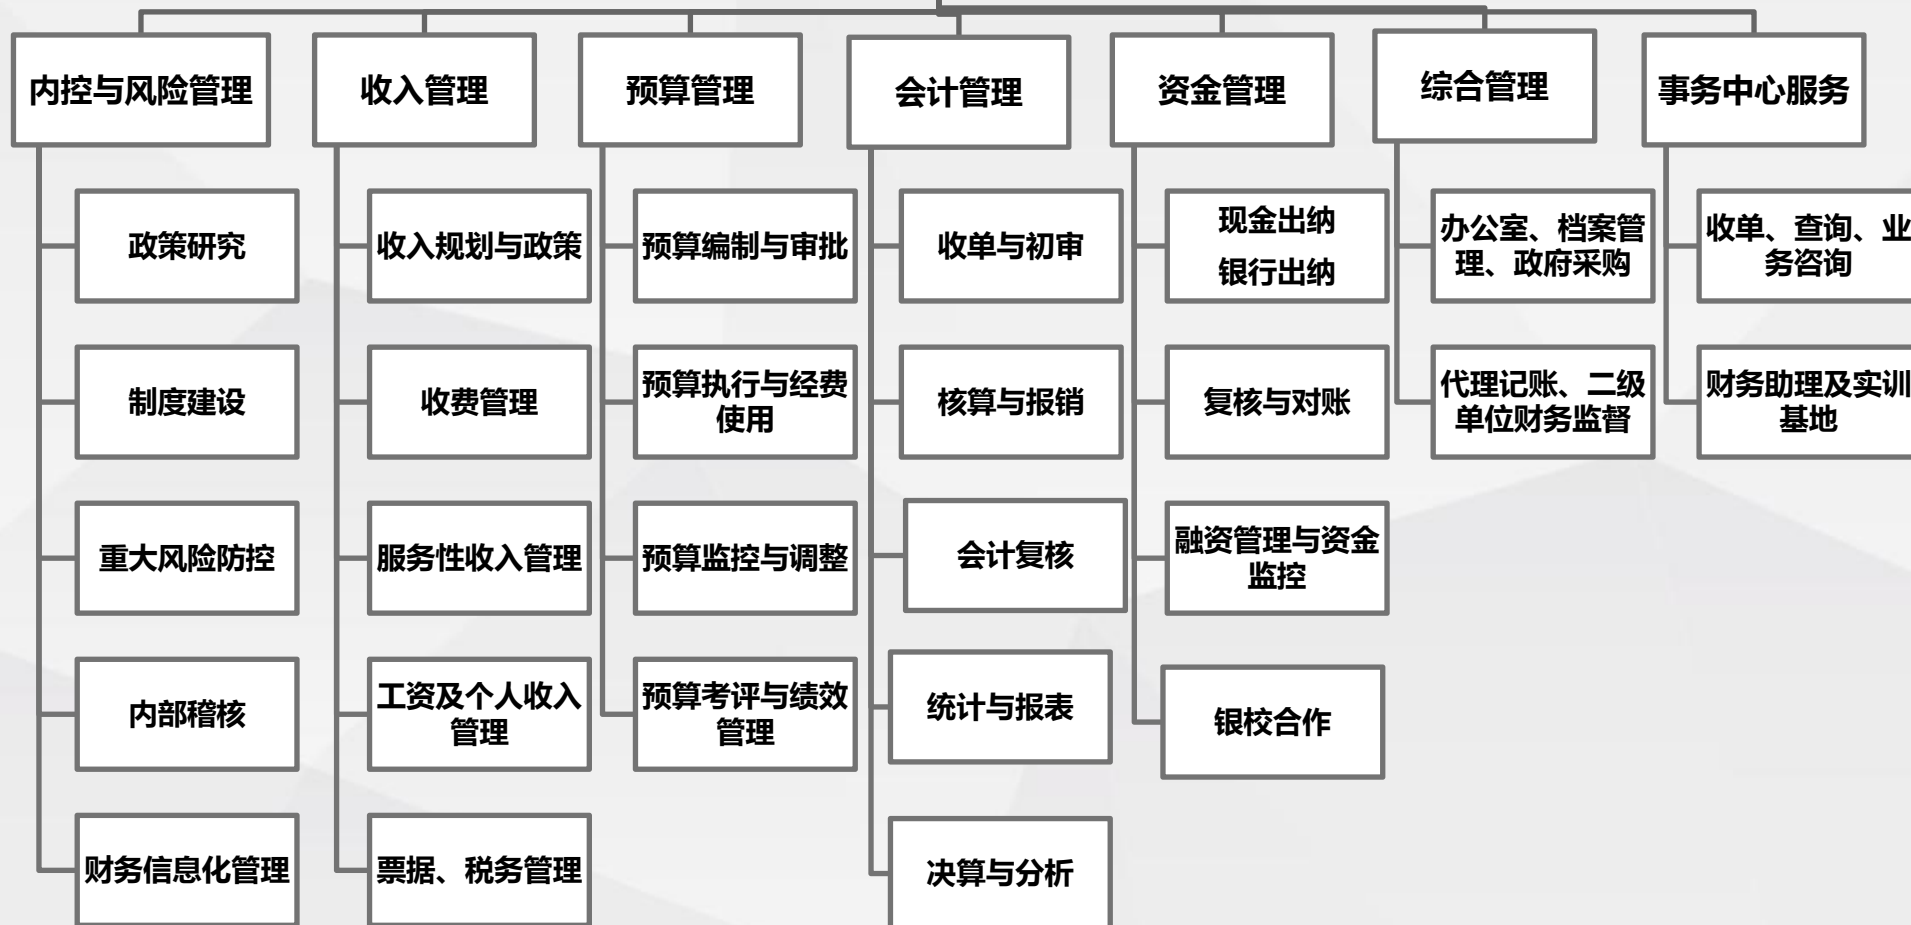 内控与风险管理
收入管理
预算管理
会计管理
资金管理
综合管理
事务中心服务
政策研究
收入规划与政策
预算编制与审批
收单与初审
现金出纳
银行出纳
办公室、档案管
理、政府采购
收单、查询、业
务咨询
制度建设
收费管理
预算执行与经费
使用
核算与报销
复核与对账
代理记账、二级
单位财务监督
财务助理及实训
基地
重大风险防控
服务性收入管理
预算监控与调整
会计复核
融资管理与资金
监控
内部稽核
工资及个人收入
管理
预算考评与绩效
管理
统计与报表
银校合作
财务信息化管理
票据、税务管理
决算与分析